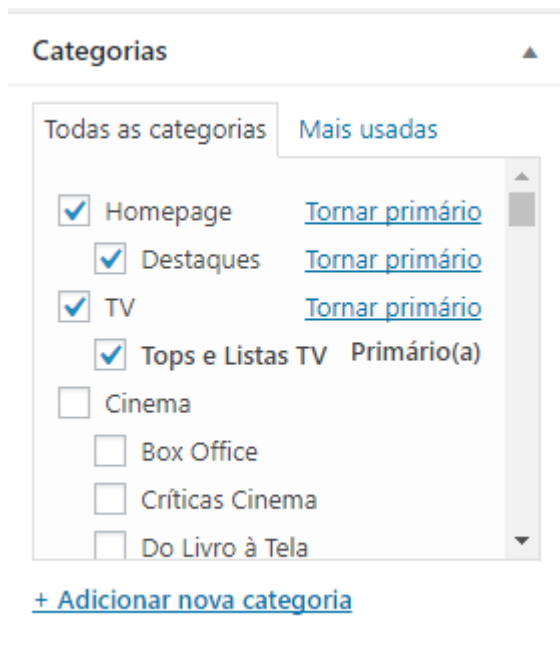 Categorias
Todas as categorias Mais usadas
Homepage Tornar primário
Destaques Tornar primário
TV Tornar primário
Tops e Listas TV Primário(a)
Cinema
Box Office
Críticas Cinema
Do Livro à Tela
+ Adicionar nova categoria